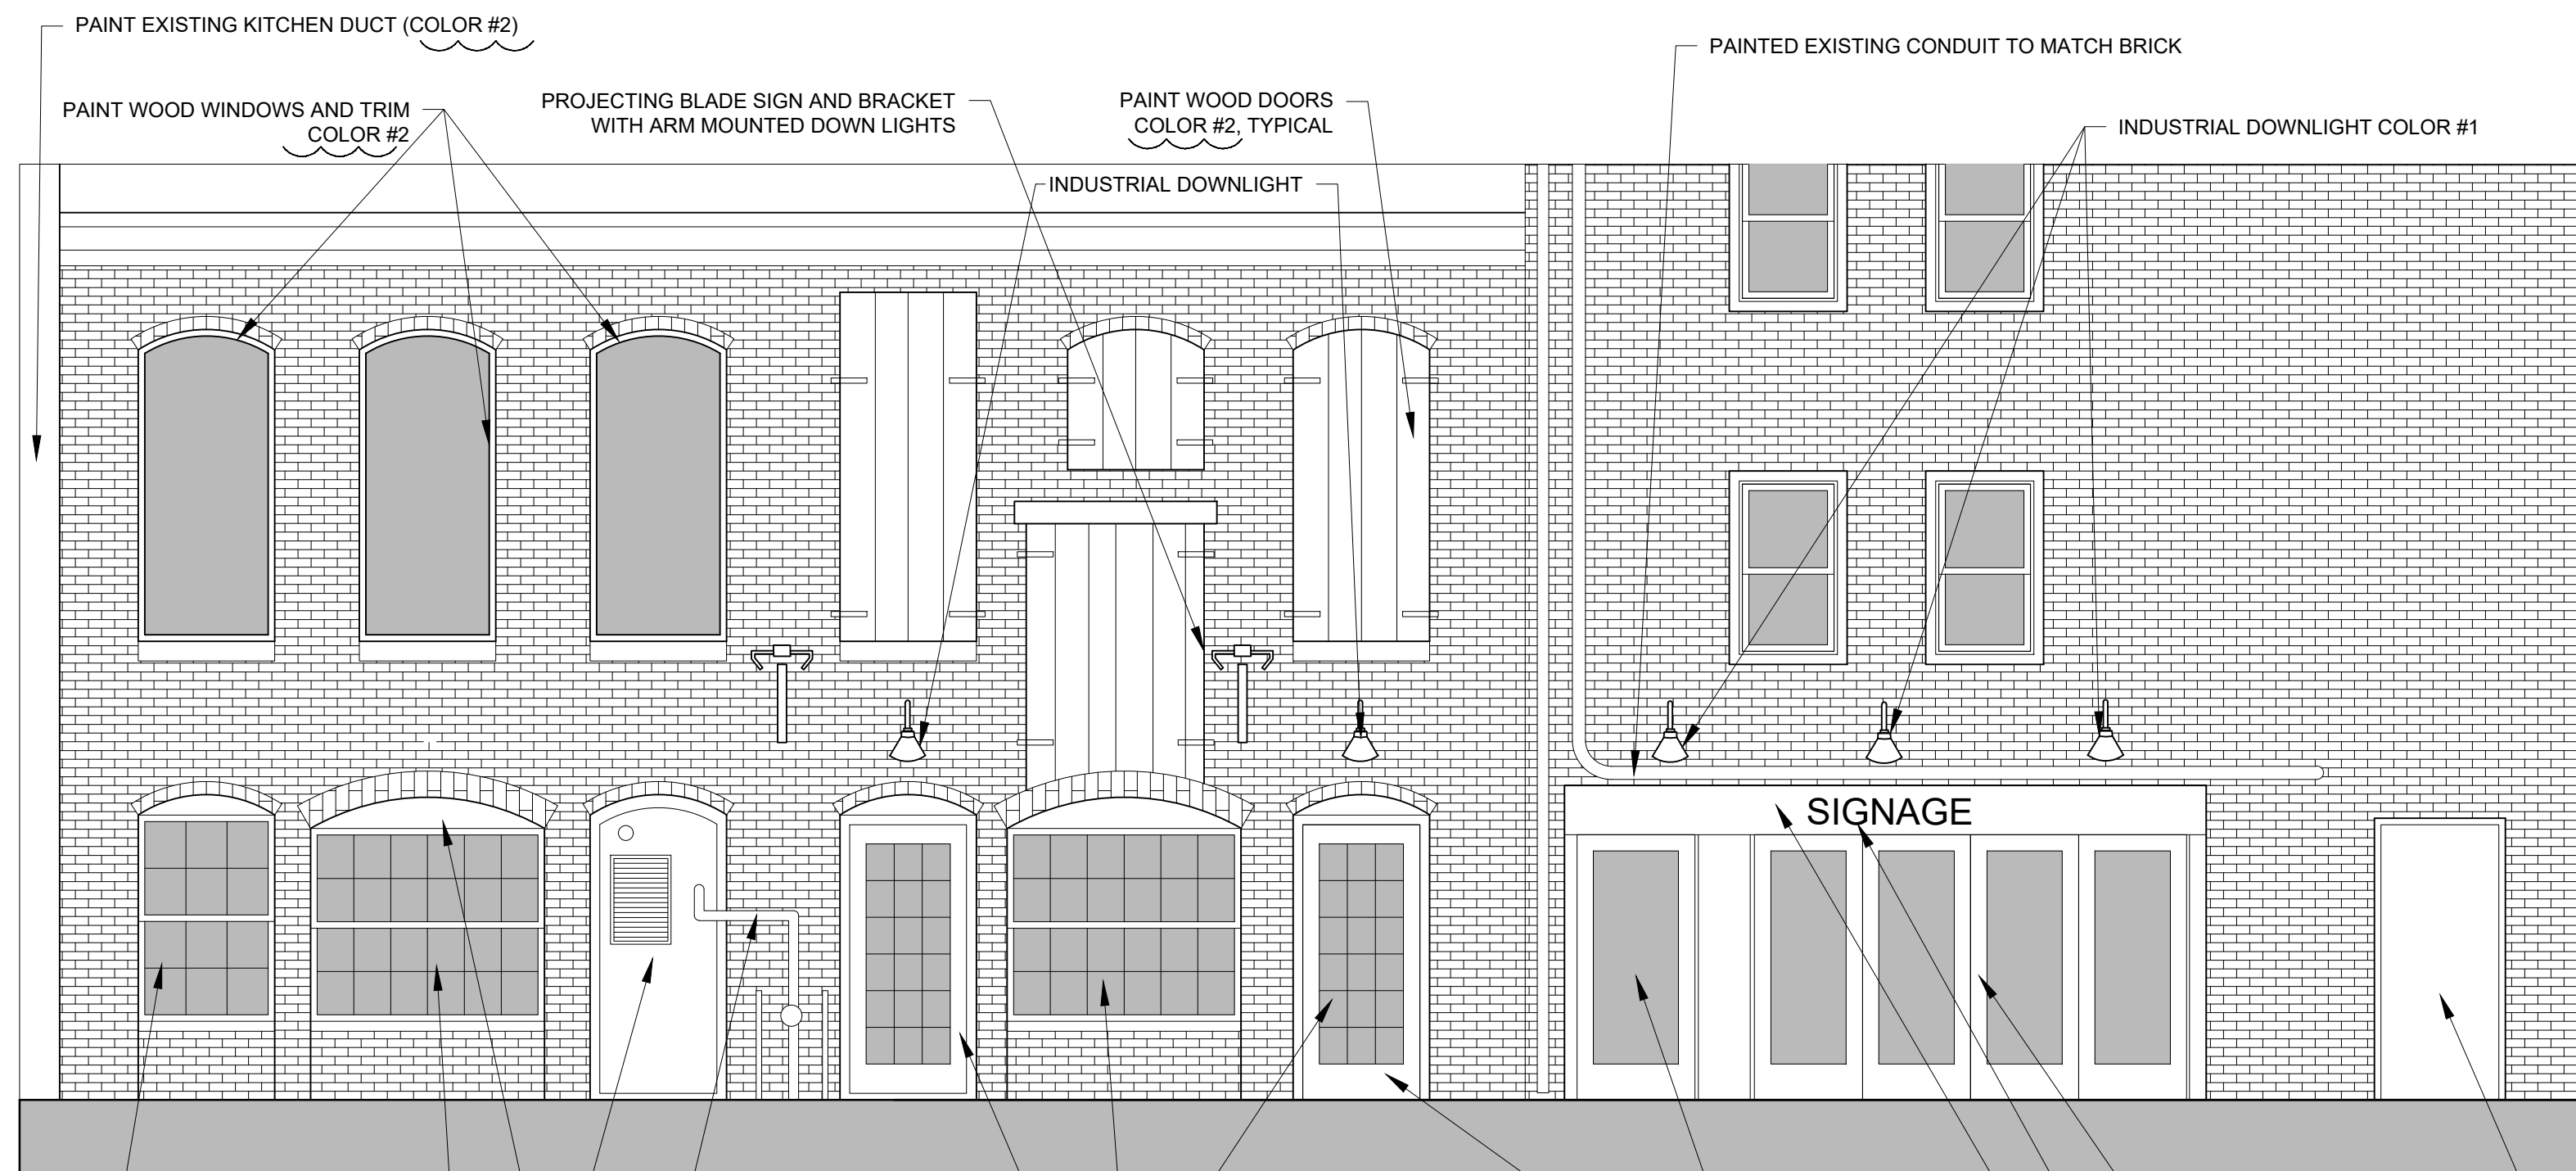 PAINT EXISTING KITCHEN DUCT (COLOR #2)
PAINTED EXISTING CONDUIT TO MATCH BRICK
PAINT WOOD WINDOWS AND TRIM
COLOR #2
PROJECTING BLADE SIGN AND BRACKET
WITH ARM MOUNTED DOWN LIGHTS
PAINT WOOD DOORS
COLOR #2, TYPICAL
INDUSTRIAL DOWNLIGHT COLOR #1
INDUSTRIAL DOWNLIGHT
SIGNAGE